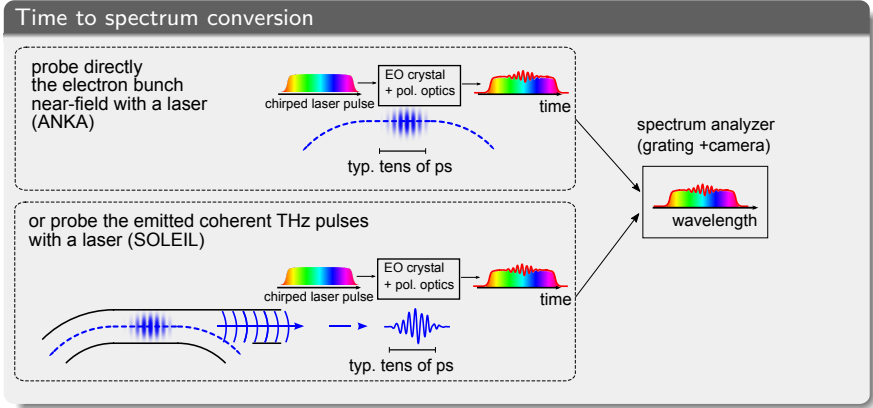 Time to spectrum conversion
probe directly
the electron bunch
near-field with a laser
(ANKA)
chirped laser pulse
EO crystal
+ pol. optics
time
typ. tens of ps
or probe the emitted coherent THz pulses
with a laser (SOLEIL)
chirped laser pulse
EO crystal
+ pol. optics
time
typ. tens of ps
spectrum analyzer
(grating +camera)
wavelength